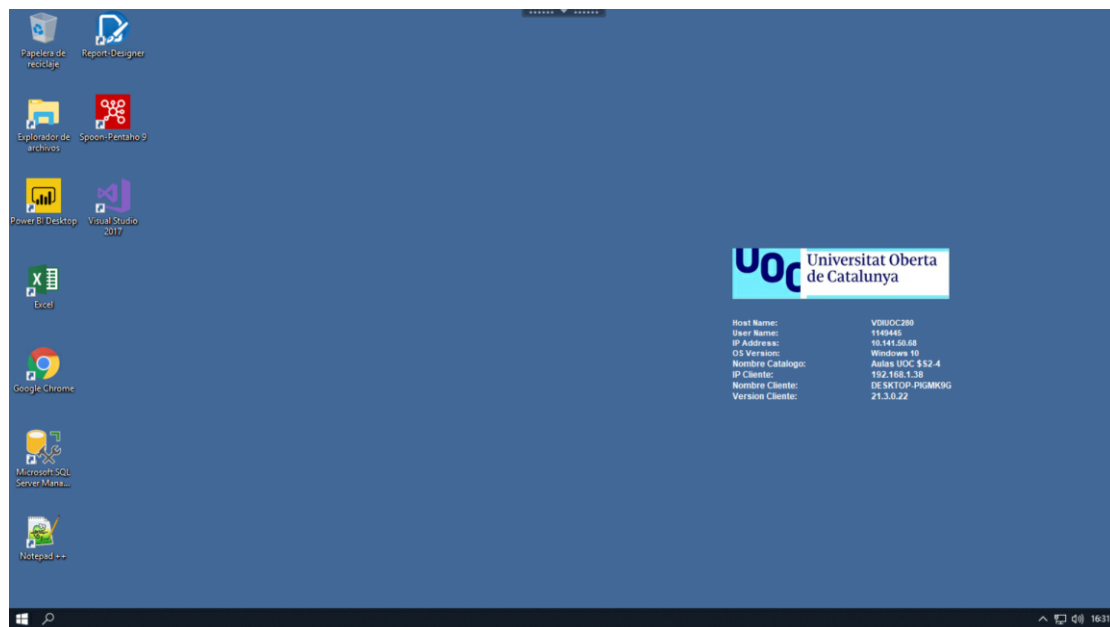 Papelera de
reciclaje
Report-Designer
Explorador de
archivos
Spoon-Pentaho 9
Power BI Desktop
Visual Studio
2017
Excel
Google Chrome
Microsoft SQL
Server Mana...
Notepad ++
UOC
Universitat Oberta
de Catalunya
Host Name: VDIUOC280
User Name: 1149445
IP Address: 10.141.50.68
OS Version: Windows 10
Nombre Catalogo: Aulas UOC $S2-4
IP Cliente: 192.168.1.38
Nombre Cliente: DESKTOP-PIGMK9G
Version Cliente: 21.3.0.22
16:31